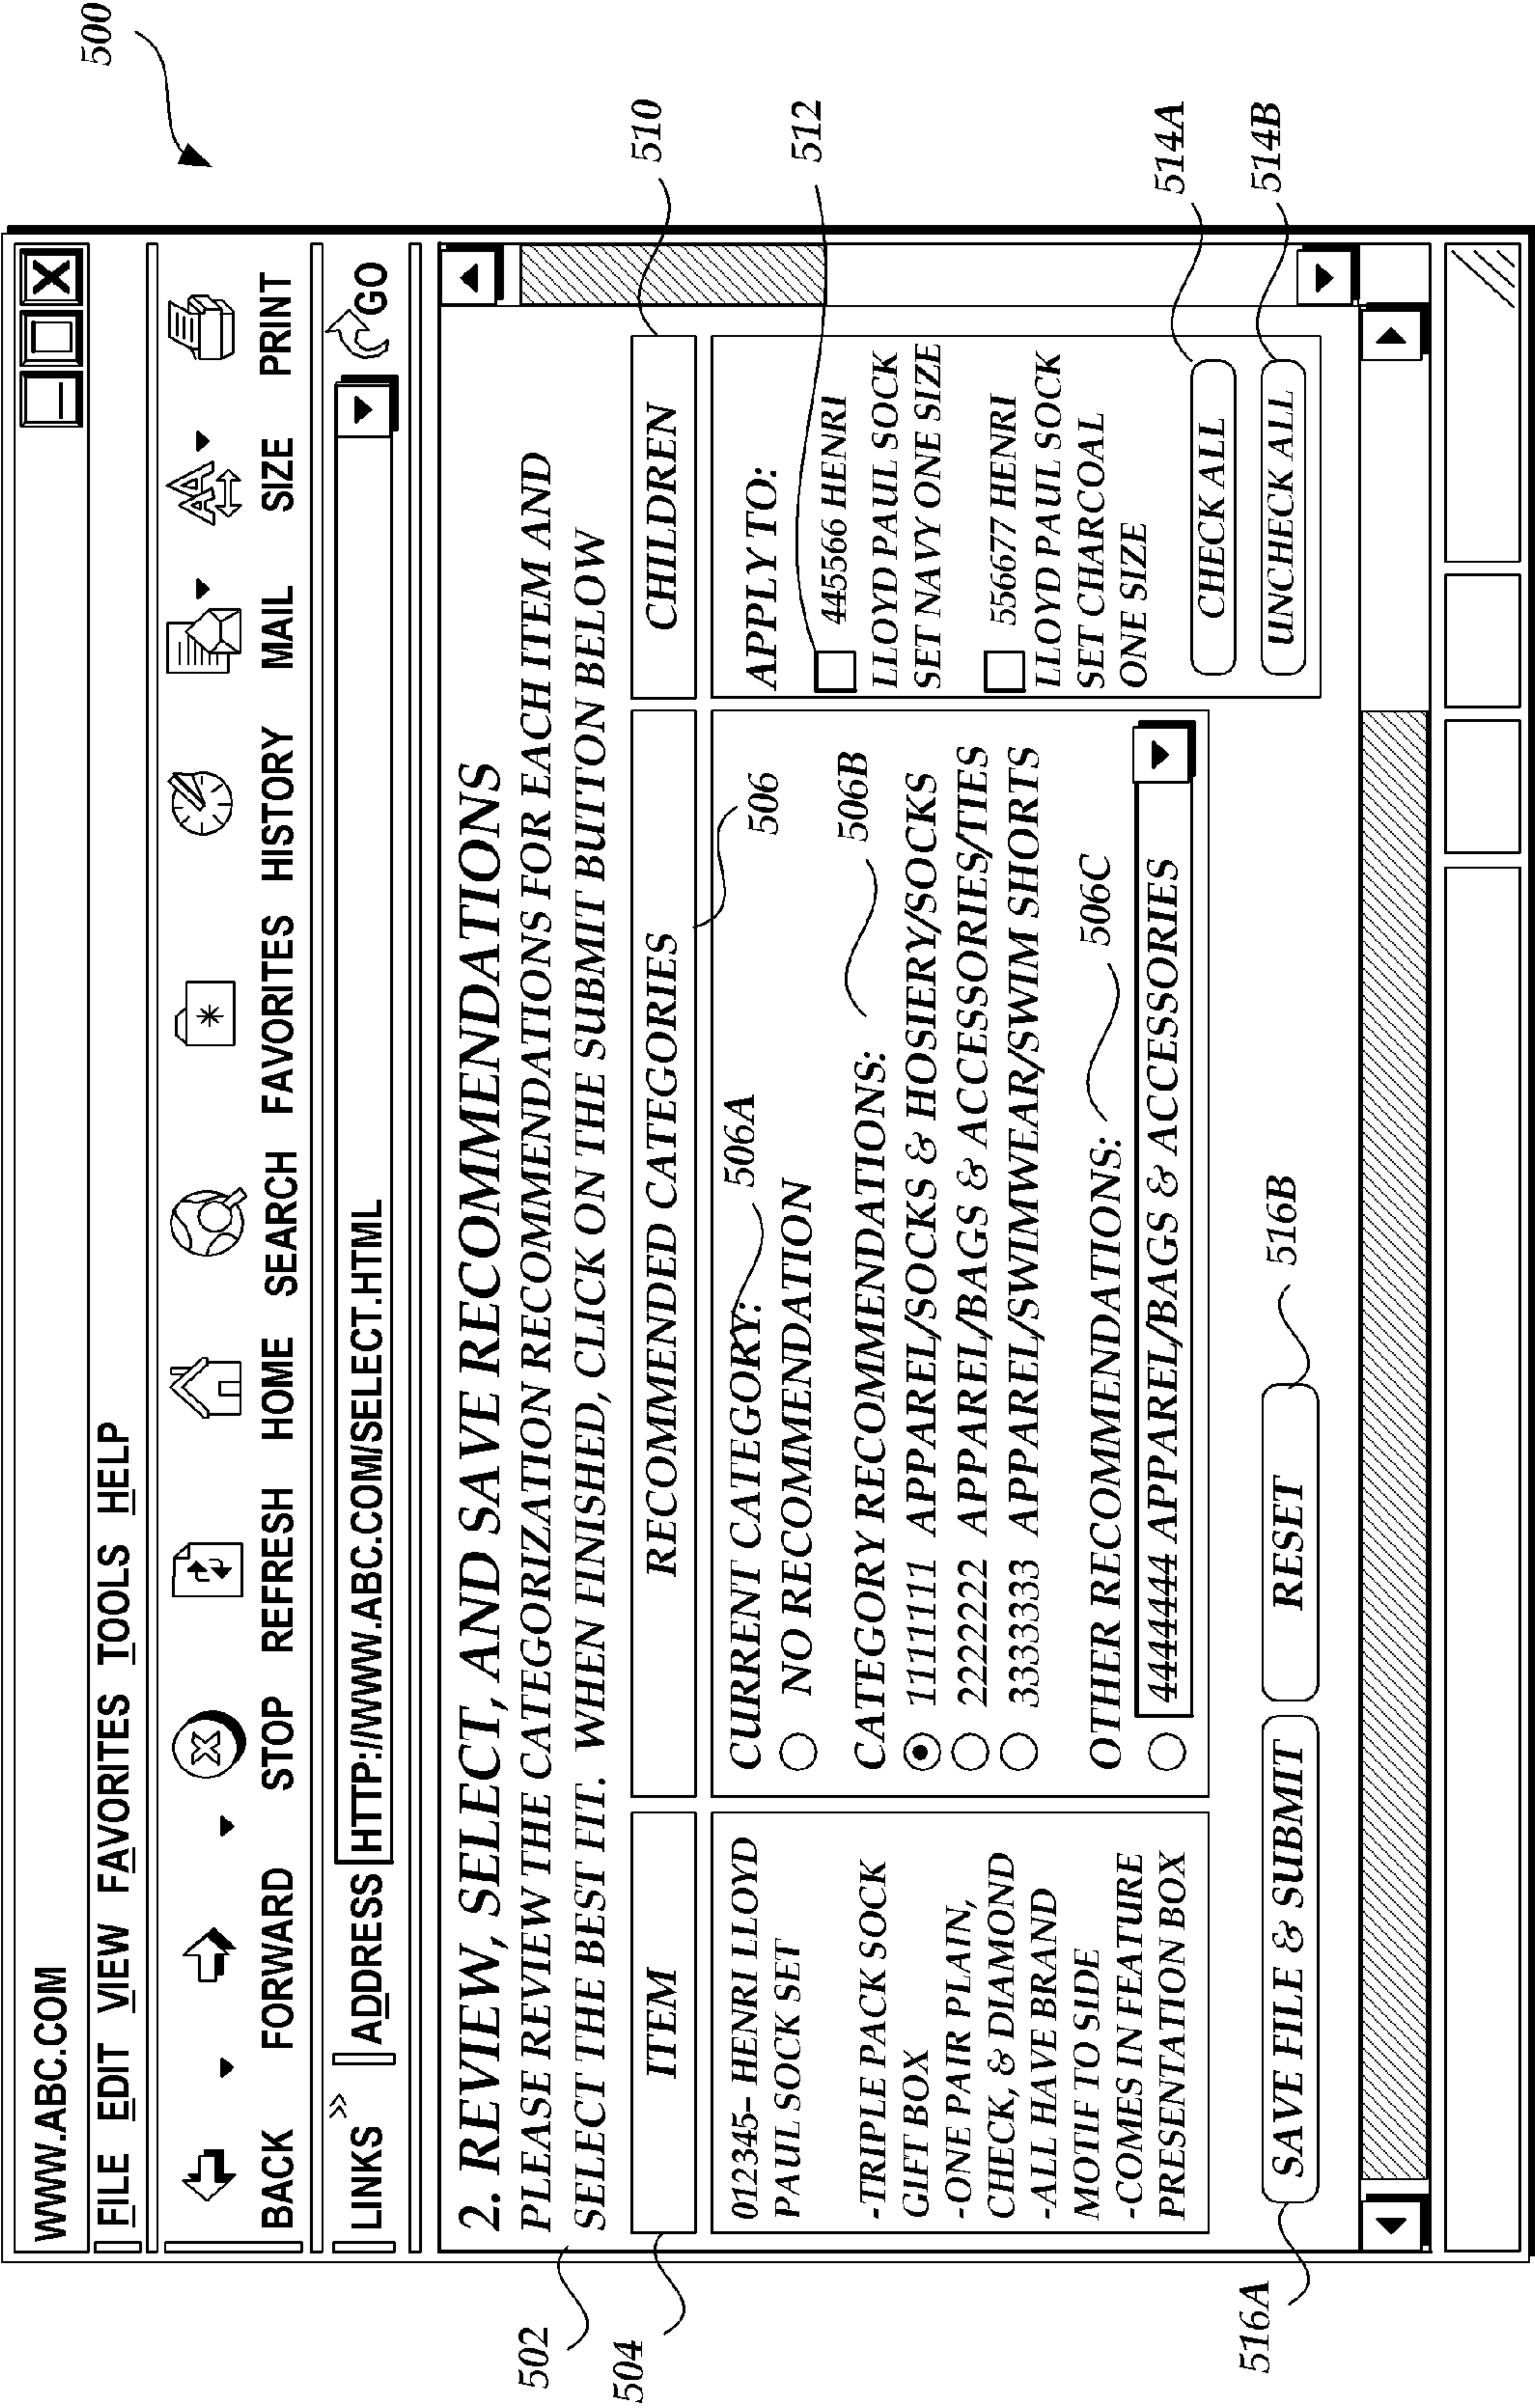 500
WWW.ABC.COM
FILE EDIT VIEW FAVORITES TOOLS HELP
BACK FORWARD STOP REFRESH HOME SEARCH FAVORITES HISTORY MAIL SIZE PRINT
LINKS » ADDRESS HTTP://WWW.ABC.COM/SELECT.HTML GO
502
2. REVIEW, SELECT, AND SAVE RECOMMENDATIONS
PLEASE REVIEW THE CATEGORIZATION RECOMMENDATIONS FOR EACH ITEM AND
SELECT THE BEST FIT. WHEN FINISHED, CLICK ON THE SUBMIT BUTTON BELOW
504
ITEM
012345- HENRI LLOYD
PAUL SOCK SET
-TRIPLE PACK SOCK
GIFT BOX
-ONE PAIR PLAIN,
CHECK, & DIAMOND
-ALL HAVE BRAND
MOTIF TO SIDE
-COMES IN FEATURE
PRESENTATION BOX
RECOMMENDED CATEGORIES
506
CURRENT CATEGORY:
506A
NO RECOMMENDATION
CATEGORY RECOMMENDATIONS:
506B
1111111 APPAREL/SOCKS & HOSIERY/SOCKS
2222222 APPAREL/BAGS & ACCESSORIES/TIES
3333333 APPAREL/SWIMWEAR/SWIM SHORTS
OTHER RECOMMENDATIONS:
506C
4444444 APPAREL/BAGS & ACCESSORIES
CHILDREN
510
APPLY TO:
512
445566 HENRI
LLOYD PAUL SOCK
SET NAVY ONE SIZE
556677 HENRI
LLOYD PAUL SOCK
SET CHARCOAL
ONE SIZE
CHECK ALL
514A
UNCHECK ALL
514B
SAVE FILE & SUBMIT
516A
RESET
516B